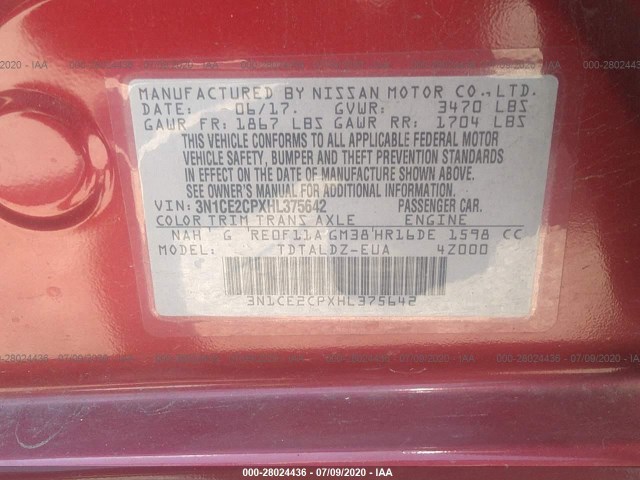 MANUFACTURED BY NISSAN MOTOR CO., LTD.
DATE: 06/17. GVWR: 3470 LBS
GAWR FR: 1867 LBS GAWR RR: 1704 LBS
THIS VEHICLE CONFORMS TO ALL APPLICABLE FEDERAL MOTOR
VEHICLE SAFETY, BUMPER AND THEFT PREVENTION STANDARDS
IN EFFECT ON THE DATE OF MANUFACTURE SHOWN ABOVE.
SEE OWNER'S MANUAL FOR ADDITIONAL INFORMATION.
VIN: 3N1CE2CPXHL375642 PASSENGER CAR.
COLOR TRIM TRANS AXLE ENGINE
NAH G RE0F11A GM38 HR16DE 1598 CC
MODEL: TDTALDZ-EUA 4Z000
3N1CE2CPXHL375642
000-28024436 - 07/09/2020 - IAA